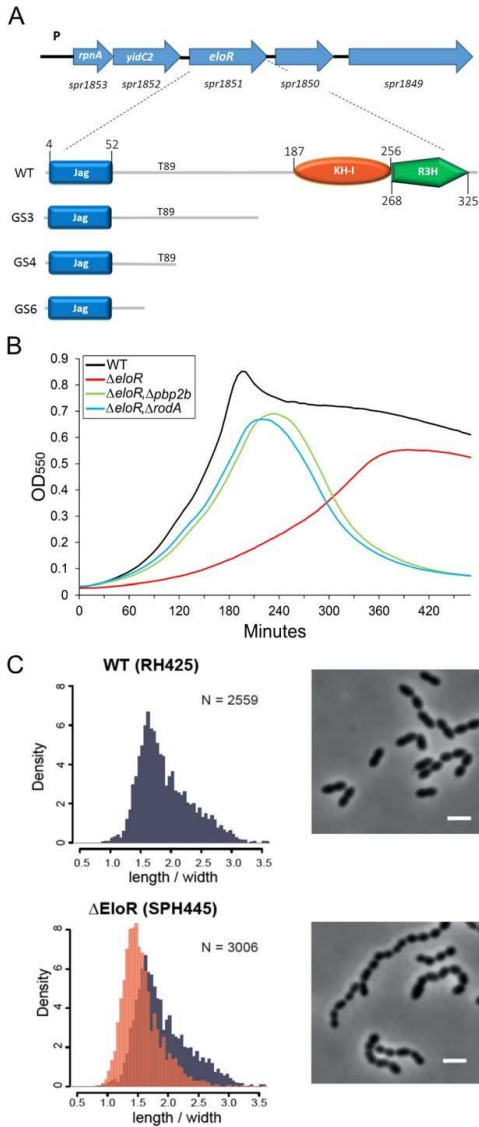 A
P
rpnA yidC2 eloR
spr1853 spr1852 spr1851 spr1850 spr1849
4 52 187 256
WT Jag T89 KH-I R3H
268 325
GS3 Jag T89
GS4 Jag T89
GS6 Jag
B
WT
ΔeloR
ΔeloR,Δpbp2b
ΔeloR,ΔrodA
OD550
0.9
0.8
0.7
0.6
0.5
0.4
0.3
0.2
0.1
0
0 60 120 180 240 300 360 420
Minutes
C
WT (RH425)
N = 2559
Density
8
6
4
2
0
0.5 1.0 1.5 2.0 2.5 3.0 3.5
length / width
ΔEloR (SPH445)
N = 3006
Density
8
6
4
2
0
0.5 1.0 1.5 2.0 2.5 3.0 3.5
length / width